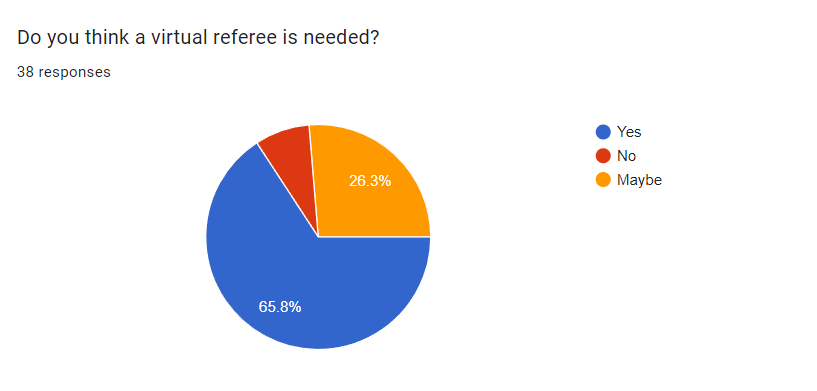 Do you think a virtual referee is needed?
38 responses
Yes
No
Maybe
26.3%
65.8%